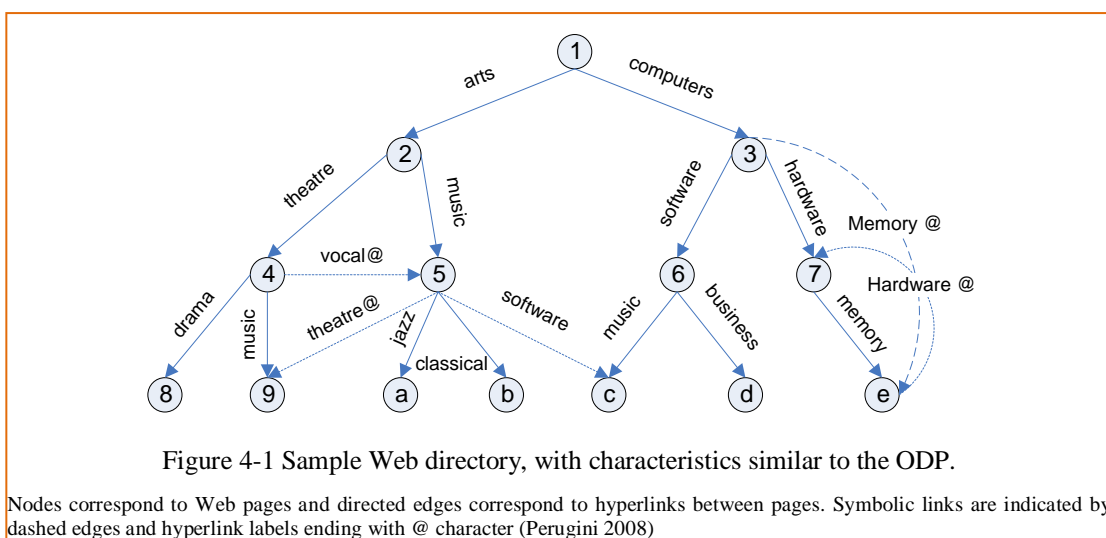 1
arts
computers
2
3
theatre
music
software
hardware
Memory @
4
vocal@
5
6
7
Hardware @
drama
music
theatre@
jazz
classical
software
music
business
memory
8
9
a
b
c
d
e
Figure 4-1 Sample Web directory, with characteristics similar to the ODP.
Nodes correspond to Web pages and directed edges correspond to hyperlinks between pages. Symbolic links are indicated by
dashed edges and hyperlink labels ending with @ character (Perugini 2008)